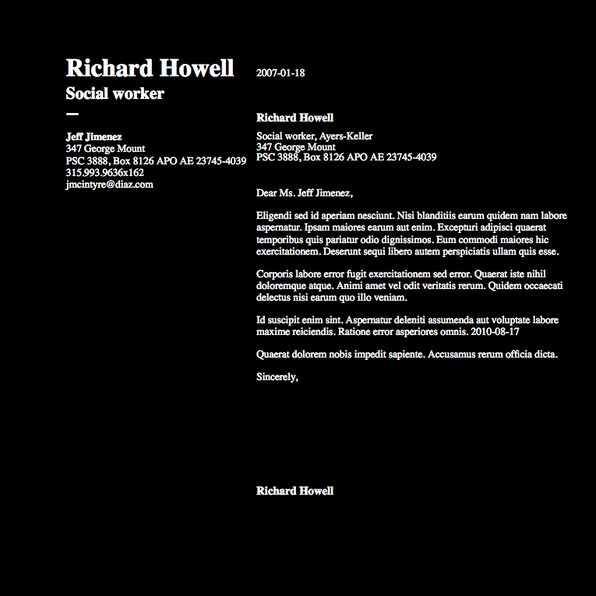 Richard Howell
Social worker
—
Jeff Jimenez
347 George Mount
PSC 3888, Box 8126 APO AE 23745-4039
315.993.9636x162
jmcintyre@diaz.com
2007-01-18
Richard Howell
Social worker, Ayers-Keller
347 George Mount
PSC 3888, Box 8126 APO AE 23745-4039
Dear Ms. Jeff Jimenez,
Eligendi sed id aperiam nesciunt. Nisi blanditiis earum quidem nam labore
aspernatur. Ipsam maiores earum aut enim. Excepturi adipisci quaerat
temporibus quis pariatur odio dignissimos. Eum commodi maiores hic
exercitationem. Deserunt sequi libero autem perspiciatis ullam quis esse.
Corporis labore error fugit exercitationem sed error. Quaerat iste nihil
doloremque atque. Animi amet vel odit veritatis rerum. Quidem occaecati
delectus nisi earum quo illo veniam.
Id suscipit enim sint. Aspernatur deleniti assumenda aut voluptate labore
maxime reiciendis. Ratione error asperiores omnis. 2010-08-17
Quaerat dolorem nobis impedit sapiente. Accusamus rerum officia dicta.
Sincerely,
Richard Howell